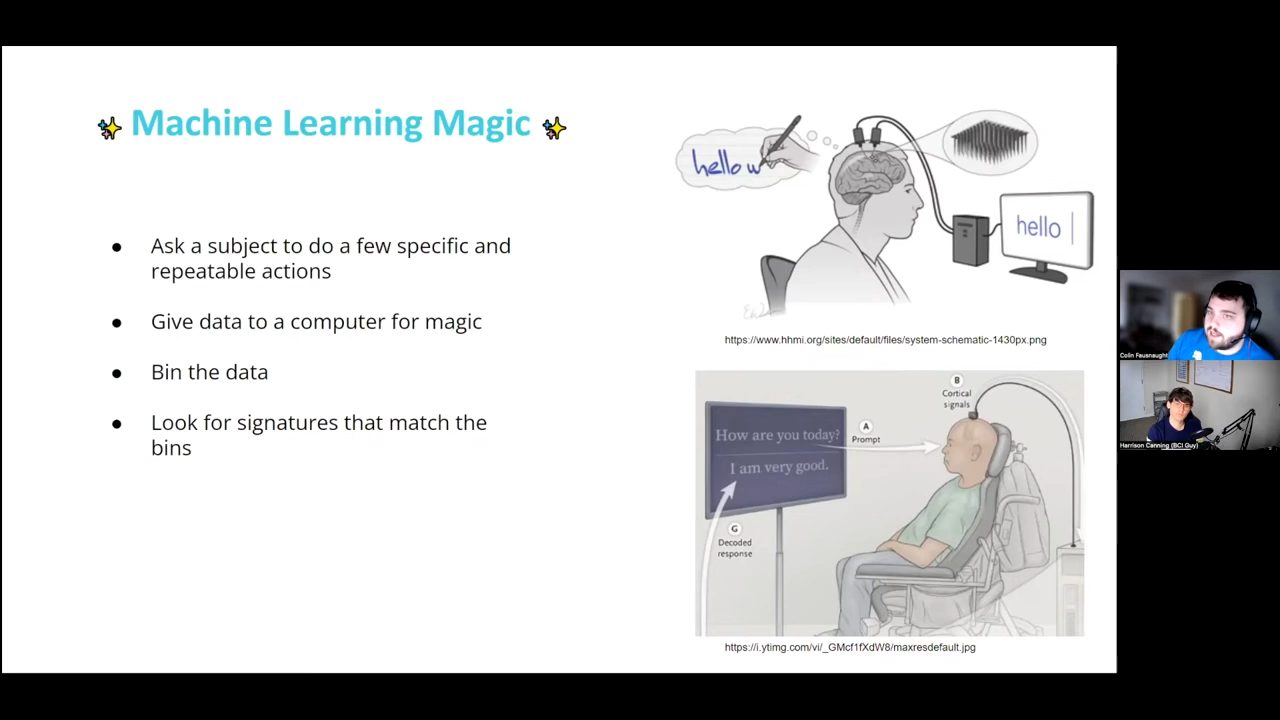 Machine Learning Magic
● Ask a subject to do a few specific and
repeatable actions
● Give data to a computer for magic
● Bin the data
● Look for signatures that match the
bins
hello w
hello |
https://www.hhmi.org/sites/default/files/system-schematic-1430px.png
How are you today?
I am very good.
A
Prompt
B
Cortical
signals
G
Decoded
response
https://i.ytimg.com/vi/_GMcf1fXdW8/maxresdefault.jpg
Colin Fausnaught
Harrison Canning (BCI Guy)